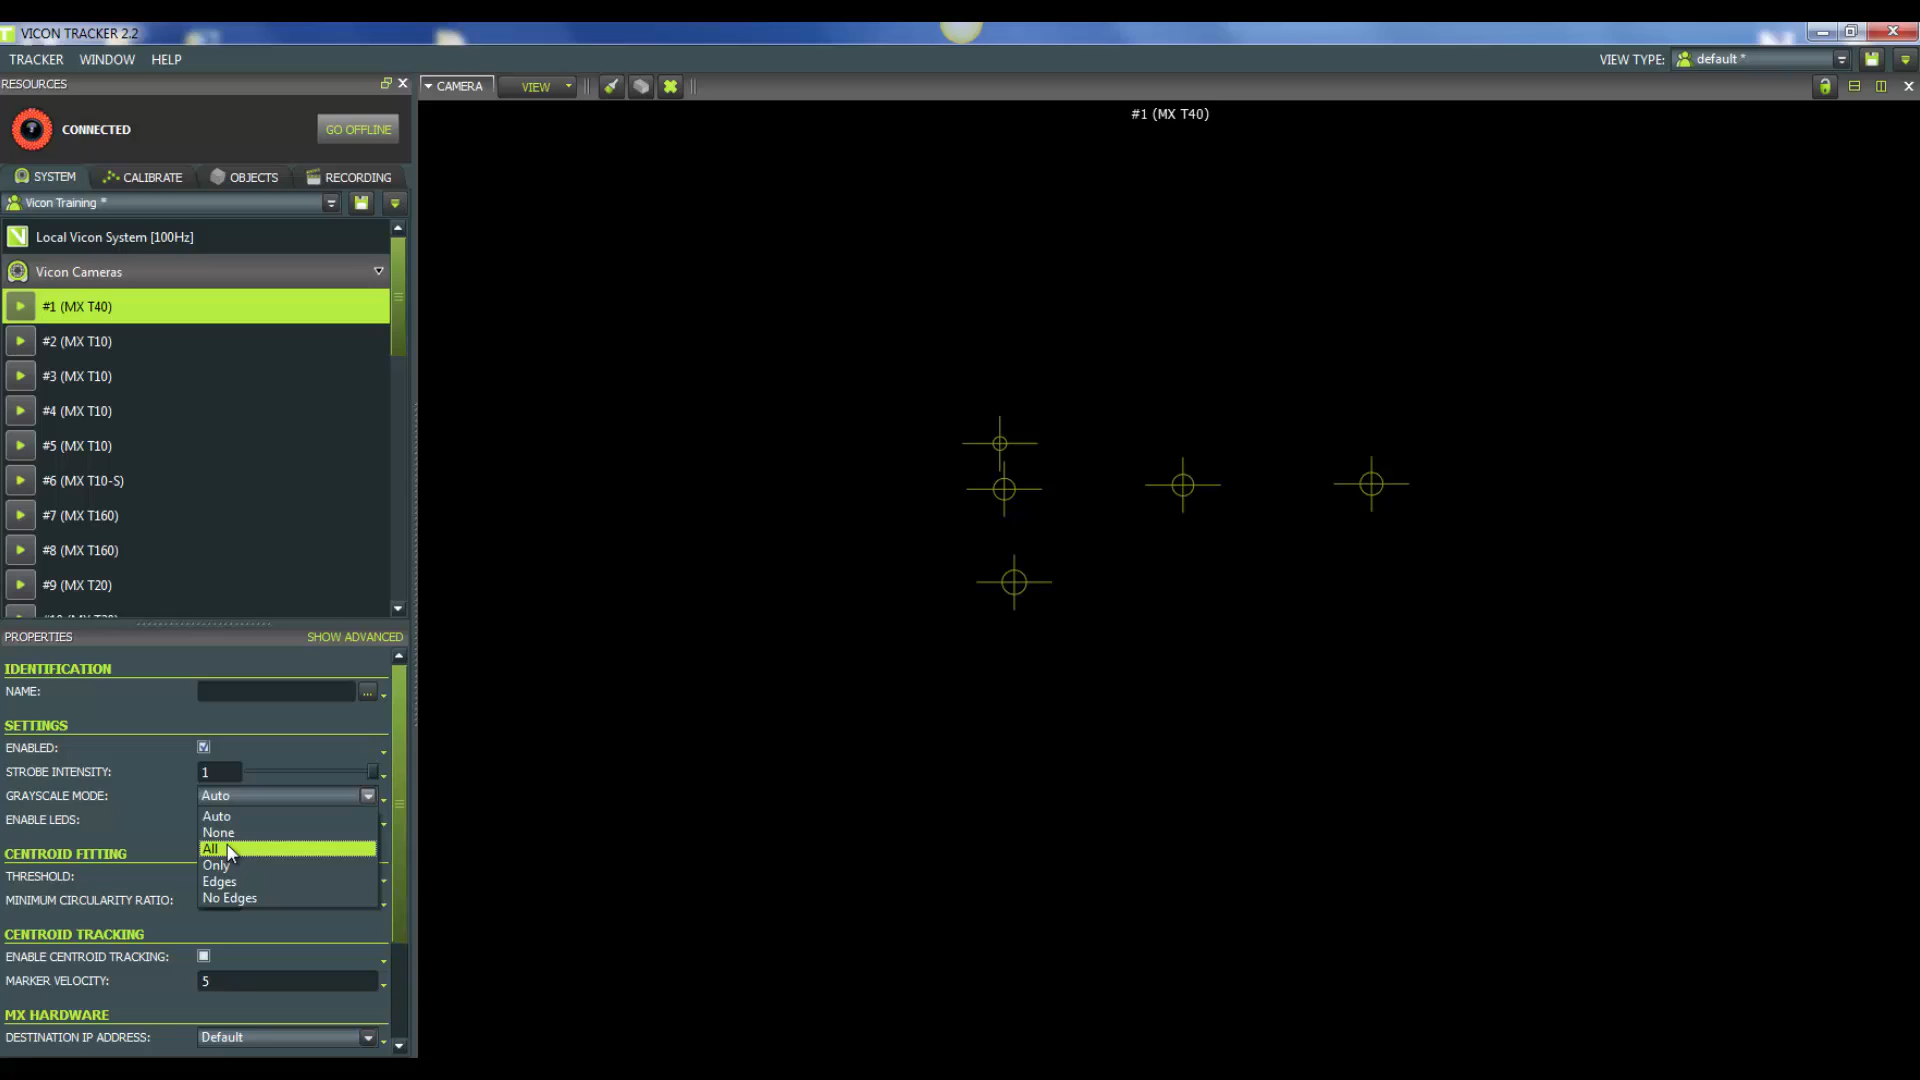 VICON TRACKER 2.2
TRACKER WINDOW HELP
VIEW TYPE: default *
RESOURCES
CAMERA VIEW
#1 (MX T40)
CONNECTED GO OFFLINE
SYSTEM CALIBRATE OBJECTS RECORDING
Vicon Training *
Local Vicon System [100Hz]
Vicon Cameras
#1 (MX T40)
#2 (MX T10)
#3 (MX T10)
#4 (MX T10)
#5 (MX T10)
#6 (MX T10-S)
#7 (MX T160)
#8 (MX T160)
#9 (MX T20)
PROPERTIES SHOW ADVANCED
IDENTIFICATION
NAME: ...
SETTINGS
ENABLED:
STROBE INTENSITY: 1
GRAYSCALE MODE: Auto
Auto
ENABLE LEDS:
None
All
CENTROID FITTING
Only
THRESHOLD:
Edges
MINIMUM CIRCULARITY RATIO:
No Edges
CENTROID TRACKING
ENABLE CENTROID TRACKING:
MARKER VELOCITY: 5
MX HARDWARE
DESTINATION IP ADDRESS: Default